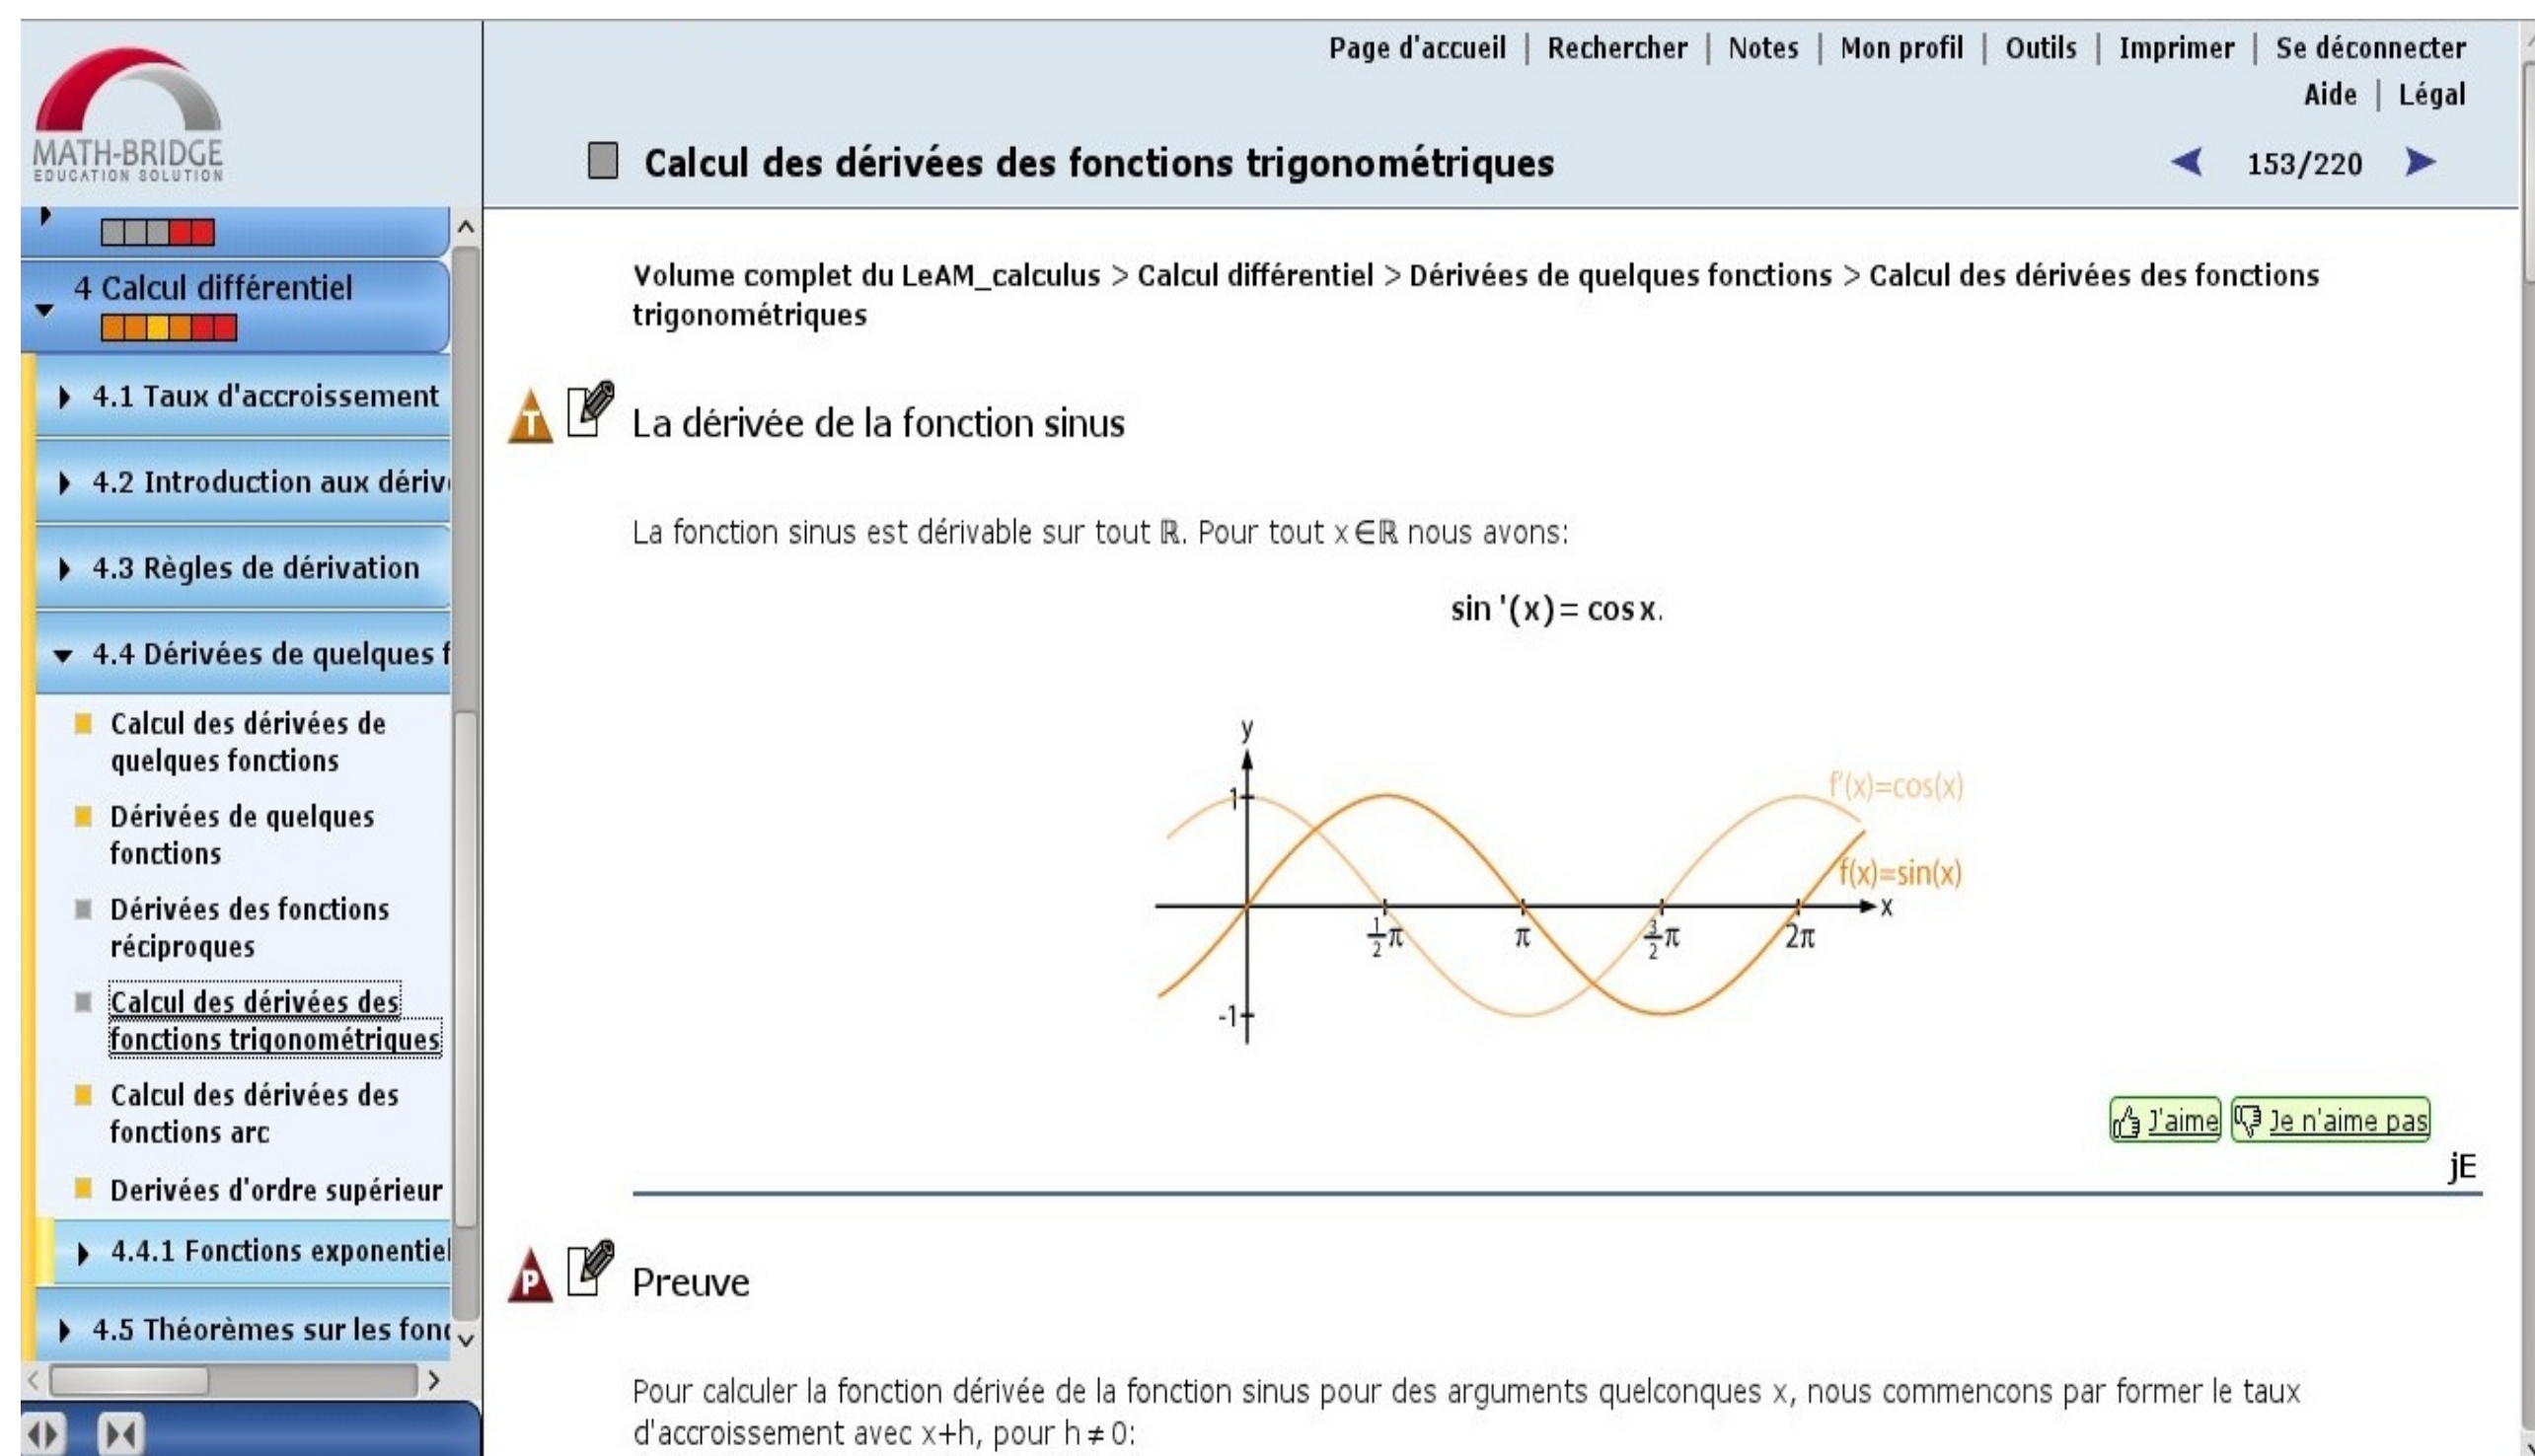 Page d'accueil | Rechercher | Notes | Mon profil | Outils | Imprimer | Se déconnecter
Aide | Légal
MATH-BRIDGE
EDUCATION SOLUTION
Calcul des dérivées des fonctions trigonométriques
153/220
4 Calcul différentiel
4.1 Taux d'accroissement
4.2 Introduction aux dériv
4.3 Règles de dérivation
4.4 Dérivées de quelques f
Calcul des dérivées de
quelques fonctions
Dérivées de quelques
fonctions
Dérivées des fonctions
réciproques
Calcul des dérivées des
fonctions trigonométriques
Calcul des dérivées des
fonctions arc
Derivées d'ordre supérieur
4.4.1 Fonctions exponentiel
4.5 Théorèmes sur les fon
Volume complet du LeAM_calculus > Calcul différentiel > Dérivées de quelques fonctions > Calcul des dérivées des fonctions
trigonométriques
T
La dérivée de la fonction sinus
La fonction sinus est dérivable sur tout ℝ. Pour tout x∈ℝ nous avons:
sin '(x)= cos x.
y
1
f'(x)=cos(x)
f(x)=sin(x)
x
½π
π
3/2π
2π
-1
J'aime
Je n'aime pas
jE
P
Preuve
Pour calculer la fonction dérivée de la fonction sinus pour des arguments quelconques x, nous commencons par former le taux
d'accroissement avec x+h, pour h ≠ 0: